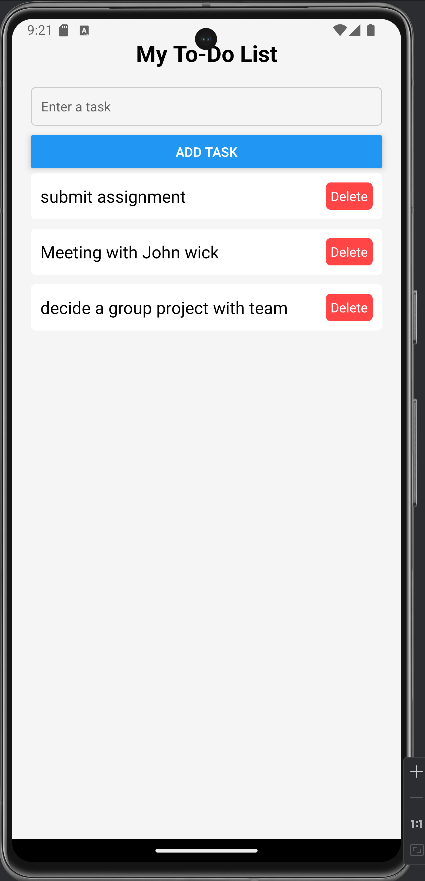 9:21 A
My To-Do List
Enter a task
ADD TASK
submit assignment Delete
Meeting with John wick Delete
decide a group project with team Delete
1:1